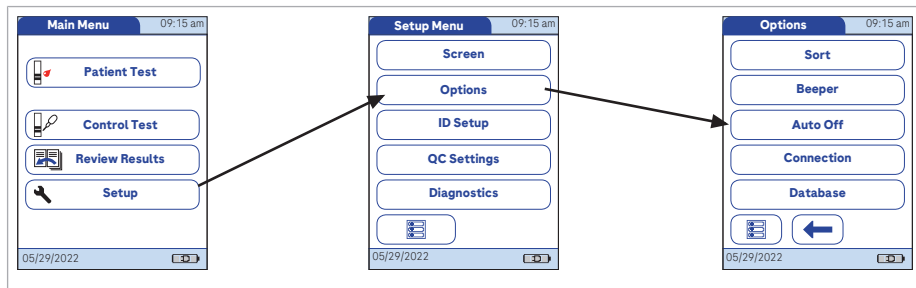 Main Menu 09:15 am
Patient Test
Control Test
Review Results
Setup
05/29/2022
Setup Menu 09:15 am
Screen
Options
ID Setup
QC Settings
Diagnostics
05/29/2022
Options 09:15 am
Sort
Beeper
Auto Off
Connection
Database
05/29/2022